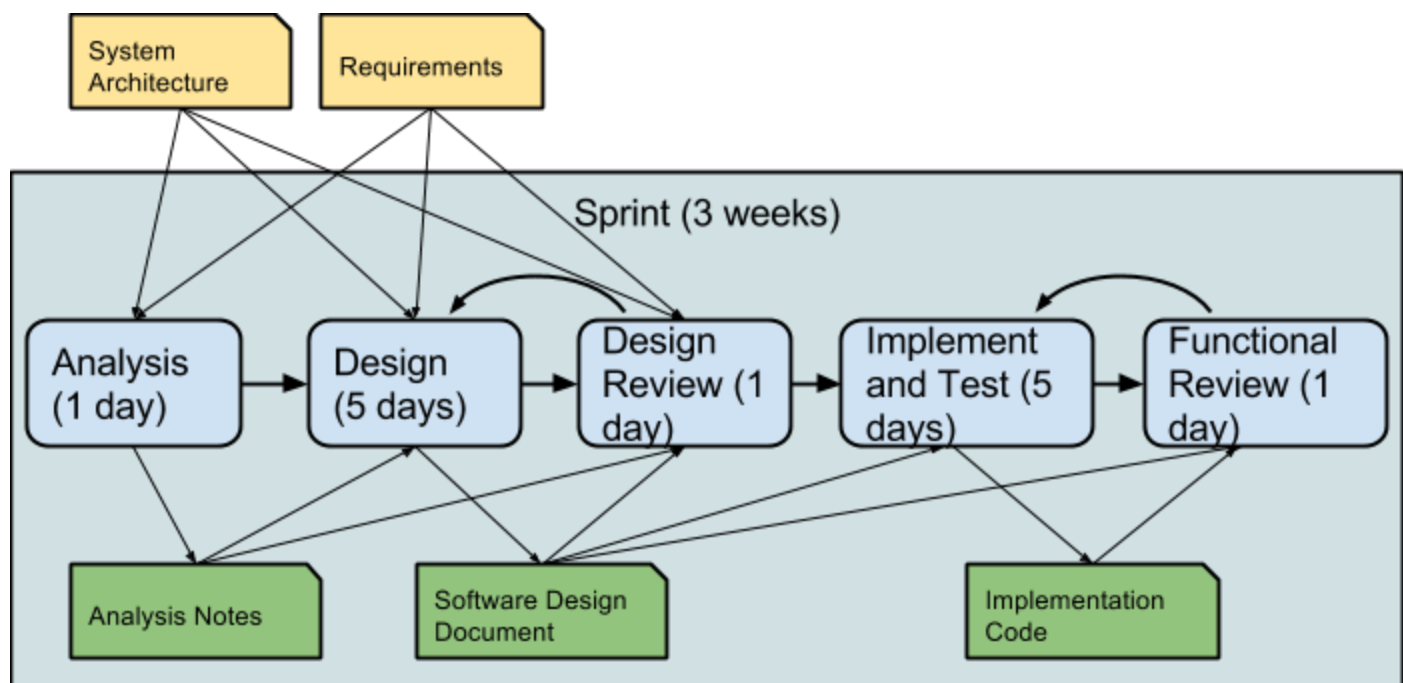 System
Architecture
Requirements
Sprint (3 weeks)
Analysis
(1 day)
Design
(5 days)
Design
Review (1
day)
Implement
and Test (5
days)
Functional
Review (1
day)
Analysis Notes
Software Design
Document
Implementation
Code